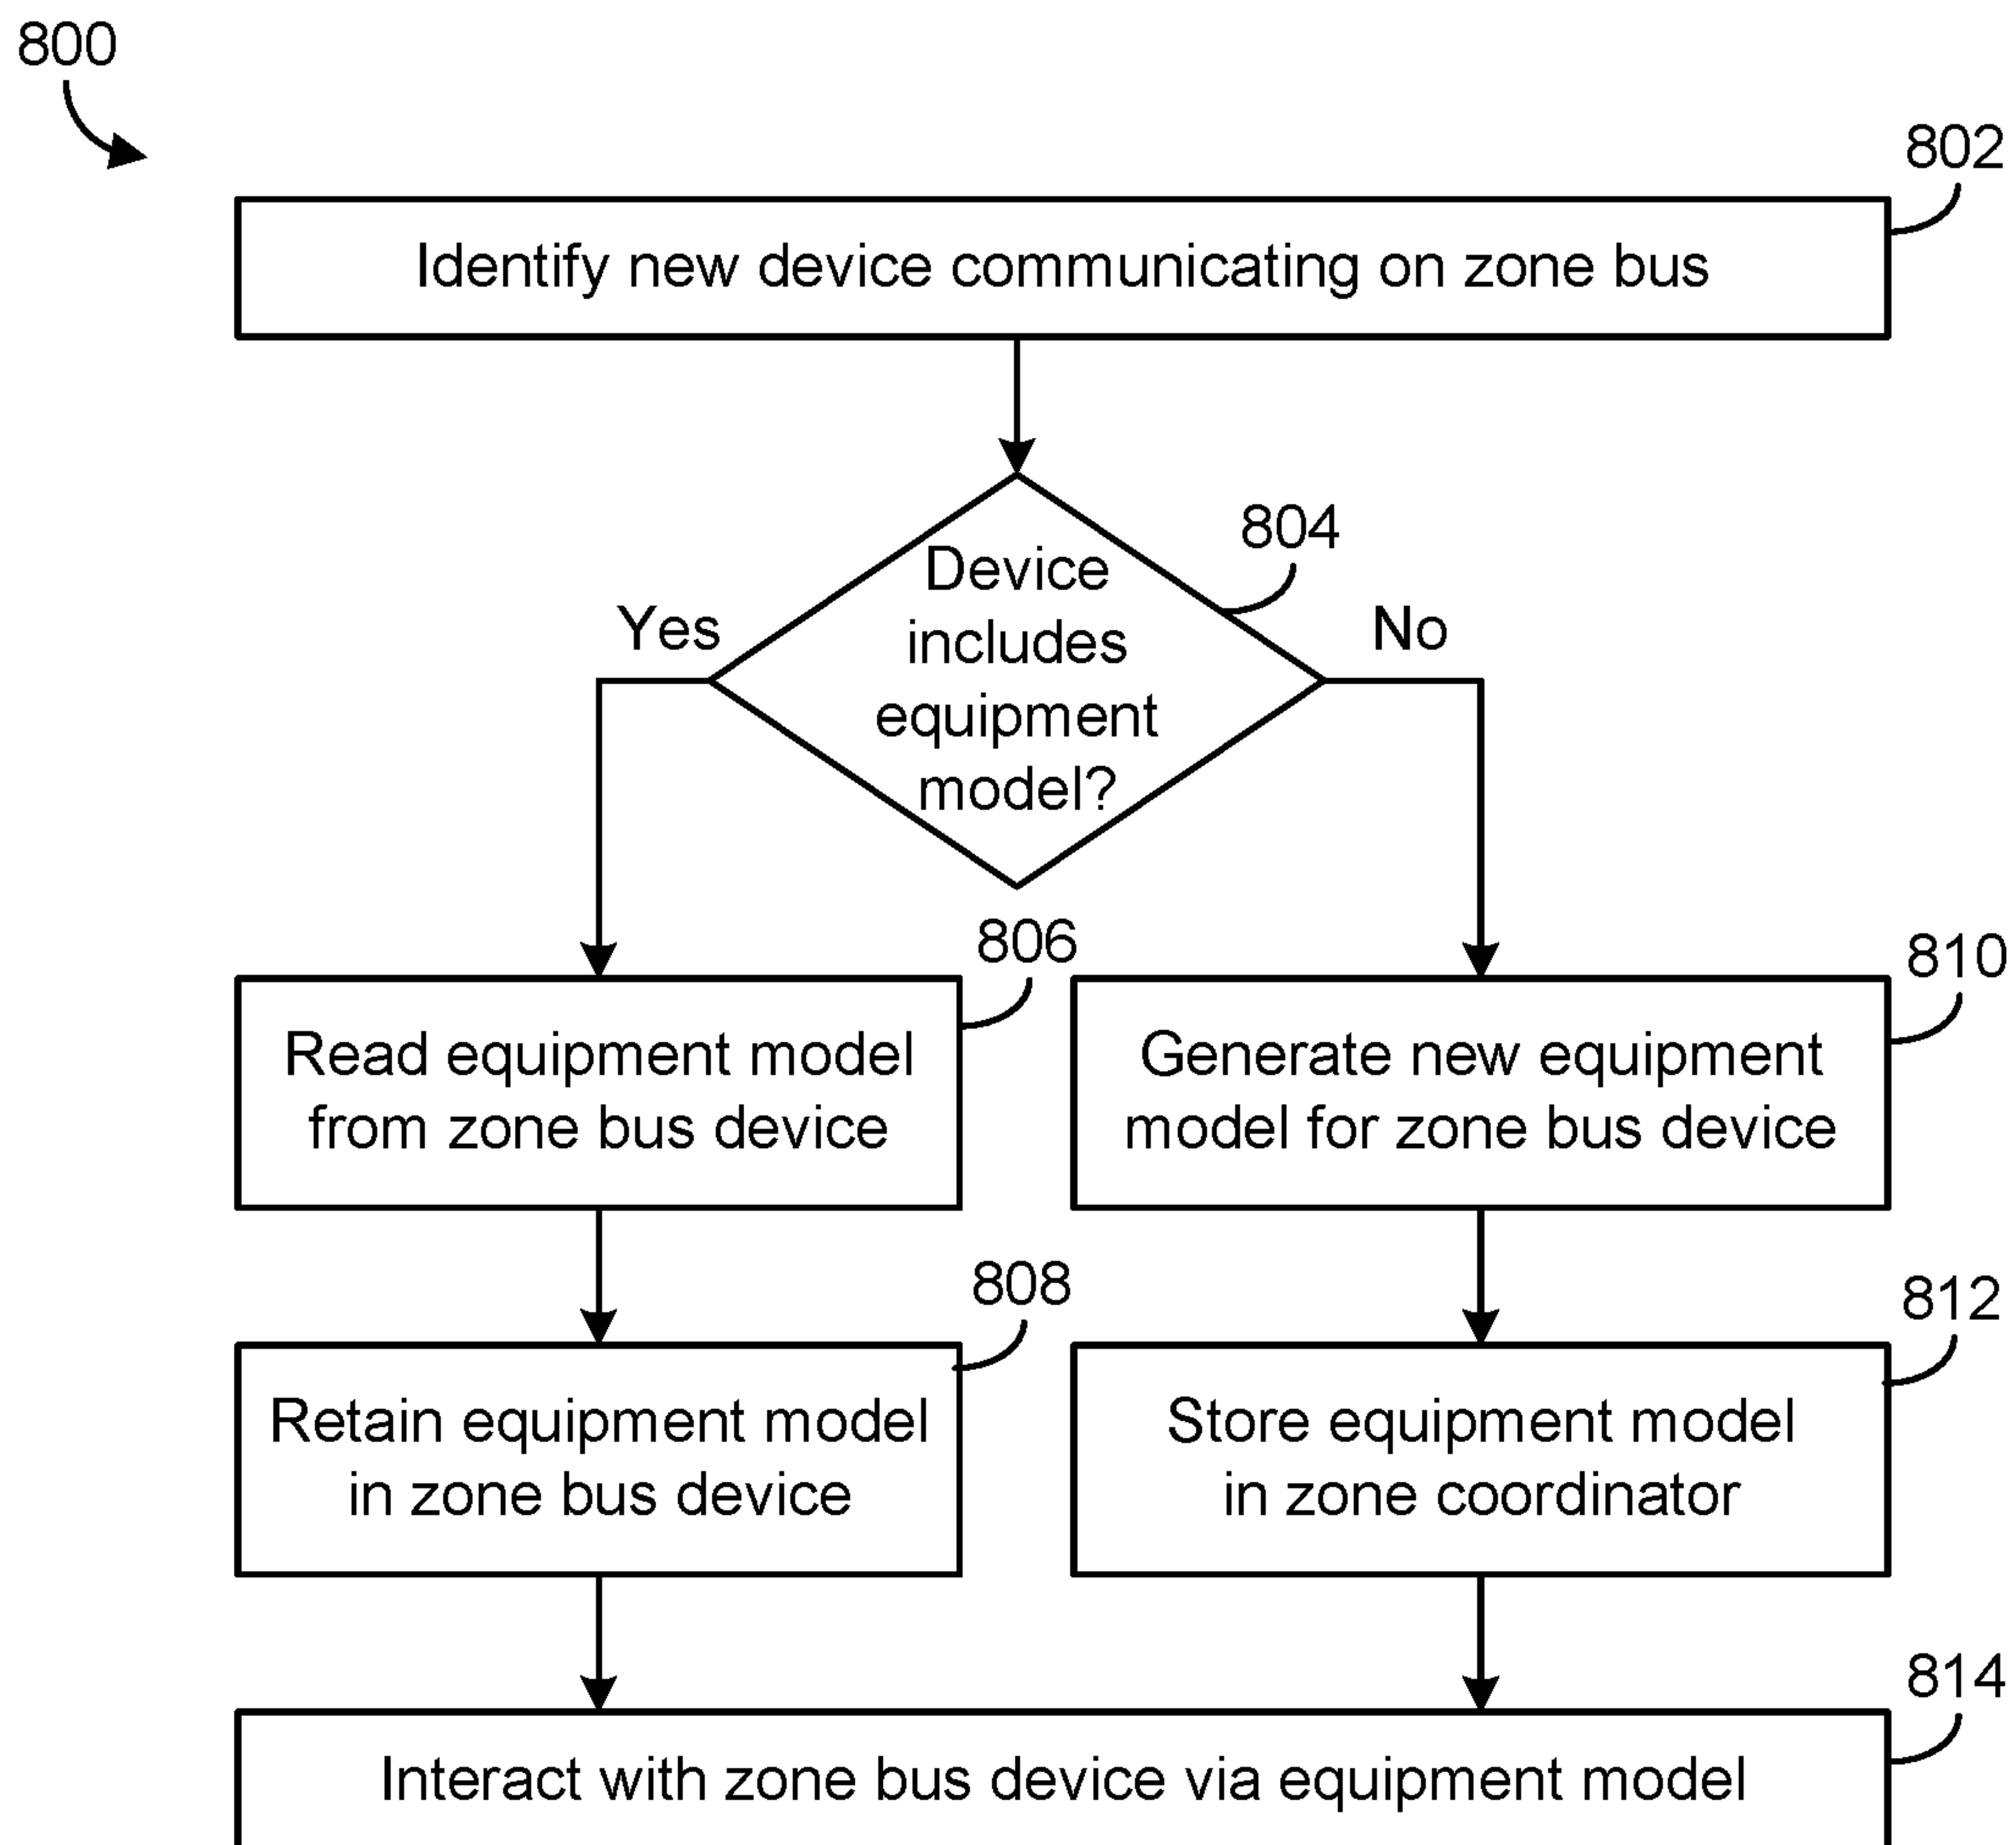 800
802
Identify new device communicating on zone bus
804
Device
includes
equipment
model?
Yes
No
806
Read equipment model
from zone bus device
810
Generate new equipment
model for zone bus device
808
Retain equipment model
in zone bus device
812
Store equipment model
in zone coordinator
814
Interact with zone bus device via equipment model